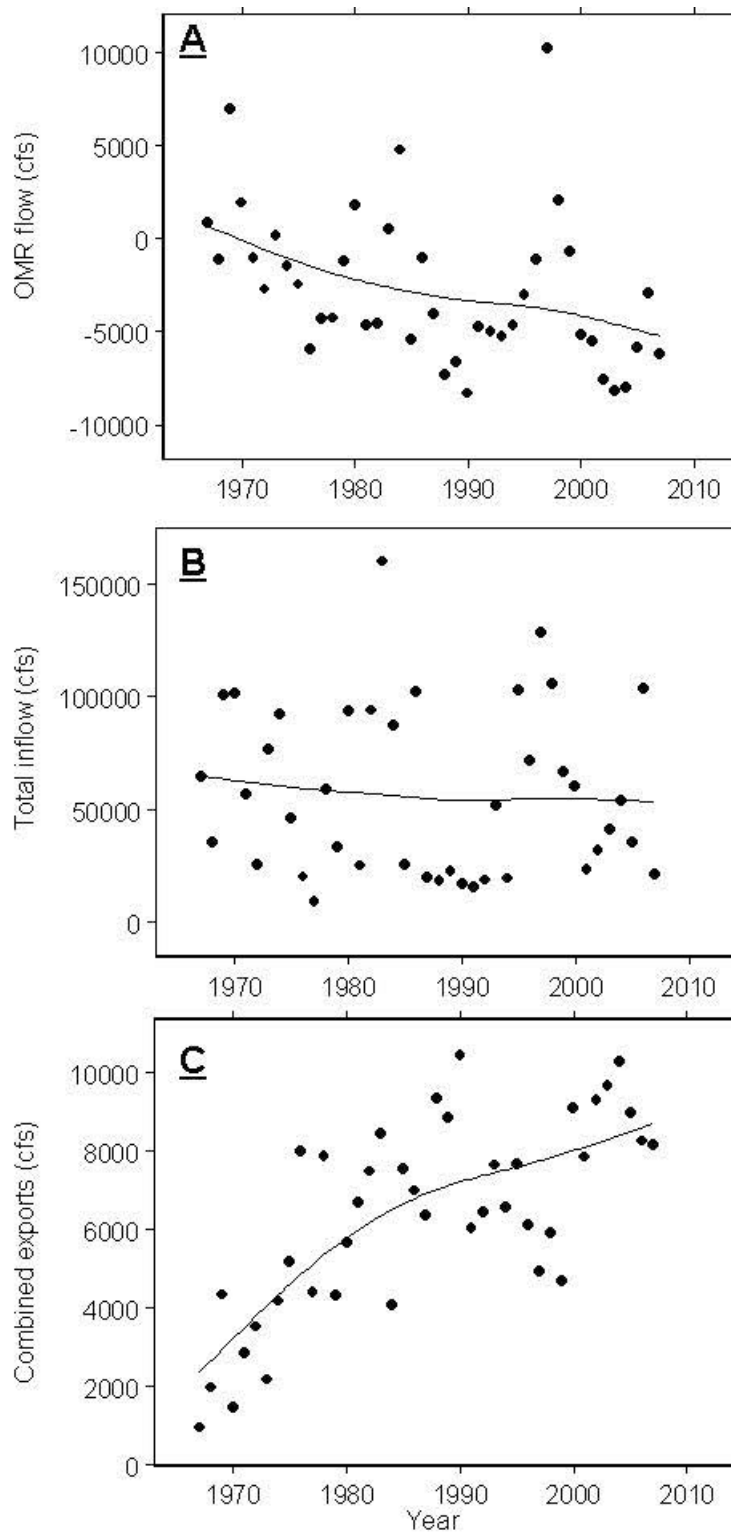 A
10000
5000
0
-5000
-10000
OMR flow (cfs)
1970 1980 1990 2000 2010
B
150000
100000
50000
0
Total inflow (cfs)
1970 1980 1990 2000 2010
C
10000
8000
6000
4000
2000
0
Combined exports (cfs)
1970 1980 1990 2000 2010
Year